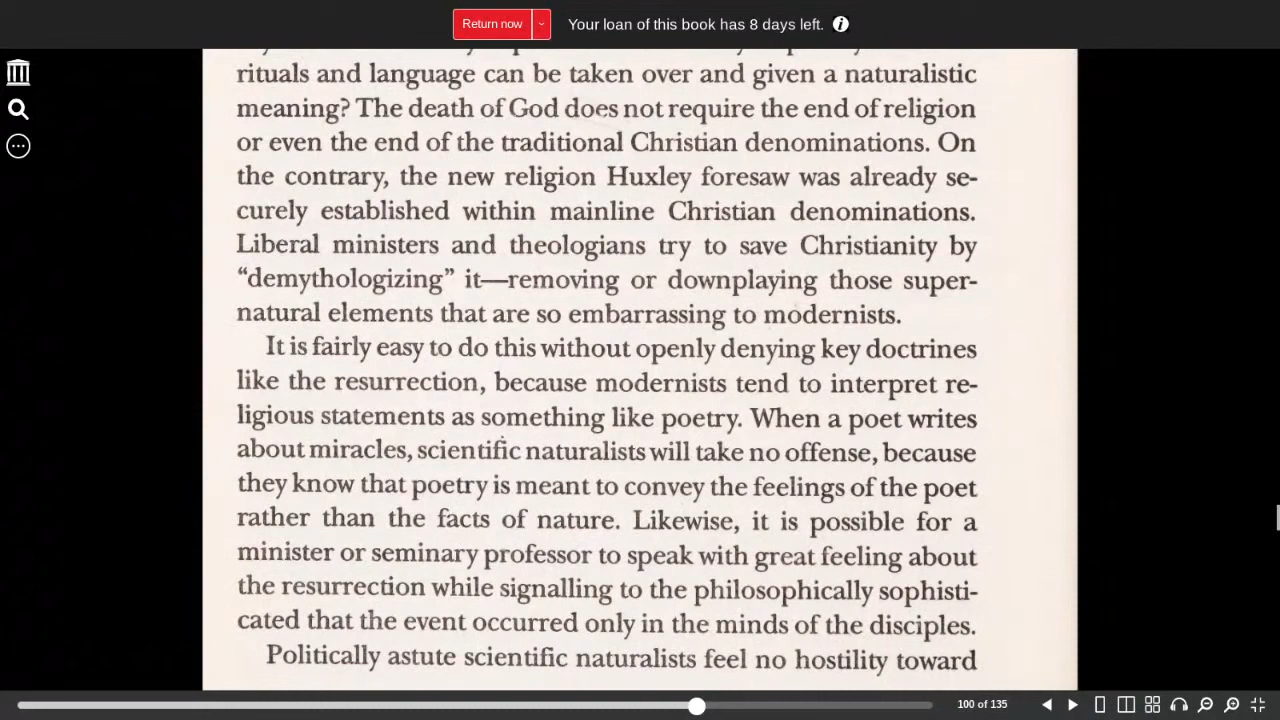 Return now
Your loan of this book has 8 days left.
rituals and language can be taken over and given a naturalistic
meaning? The death of God does not require the end of religion
or even the end of the traditional Christian denominations. On
the contrary, the new religion Huxley foresaw was already se-
curely established within mainline Christian denominations.
Liberal ministers and theologians try to save Christianity by
“demythologizing” it—removing or downplaying those super-
natural elements that are so embarrassing to modernists.
It is fairly easy to do this without openly denying key doctrines
like the resurrection, because modernists tend to interpret re-
ligious statements as something like poetry. When a poet writes
about miracles, scientific naturalists will take no offense, because
they know that poetry is meant to convey the feelings of the poet
rather than the facts of nature. Likewise, it is possible for a
minister or seminary professor to speak with great feeling about
the resurrection while signalling to the philosophically sophisti-
cated that the event occurred only in the minds of the disciples.
Politically astute scientific naturalists feel no hostility toward
100 of 135